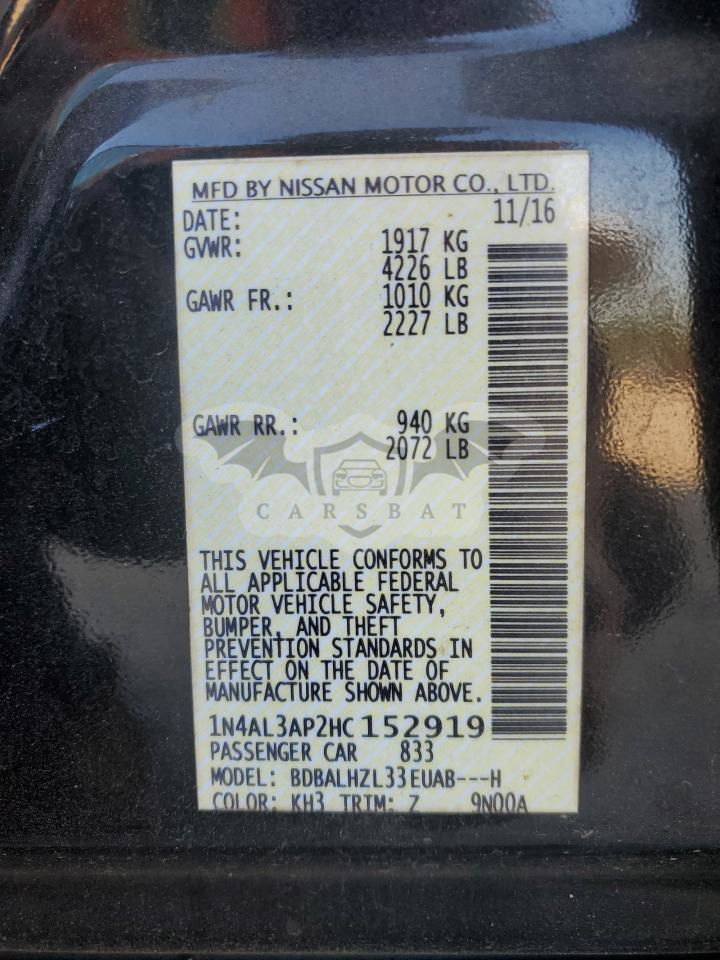 MFD BY NISSAN MOTOR CO., LTD.
DATE: 11/16
GVWR: 1917 KG
4226 LB
GAWR FR.: 1010 KG
2227 LB
GAWR RR.: 940 KG
2072 LB
CARSBAT
THIS VEHICLE CONFORMS TO
ALL APPLICABLE FEDERAL
MOTOR VEHICLE SAFETY,
BUMPER, AND THEFT
PREVENTION STANDARDS IN
EFFECT ON THE DATE OF
MANUFACTURE SHOWN ABOVE.
1N4AL3AP2HC152919
PASSENGER CAR 833
MODEL: BDBALHZL33EUAB---H
COLOR: KH3 TRIM: Z 9N00A